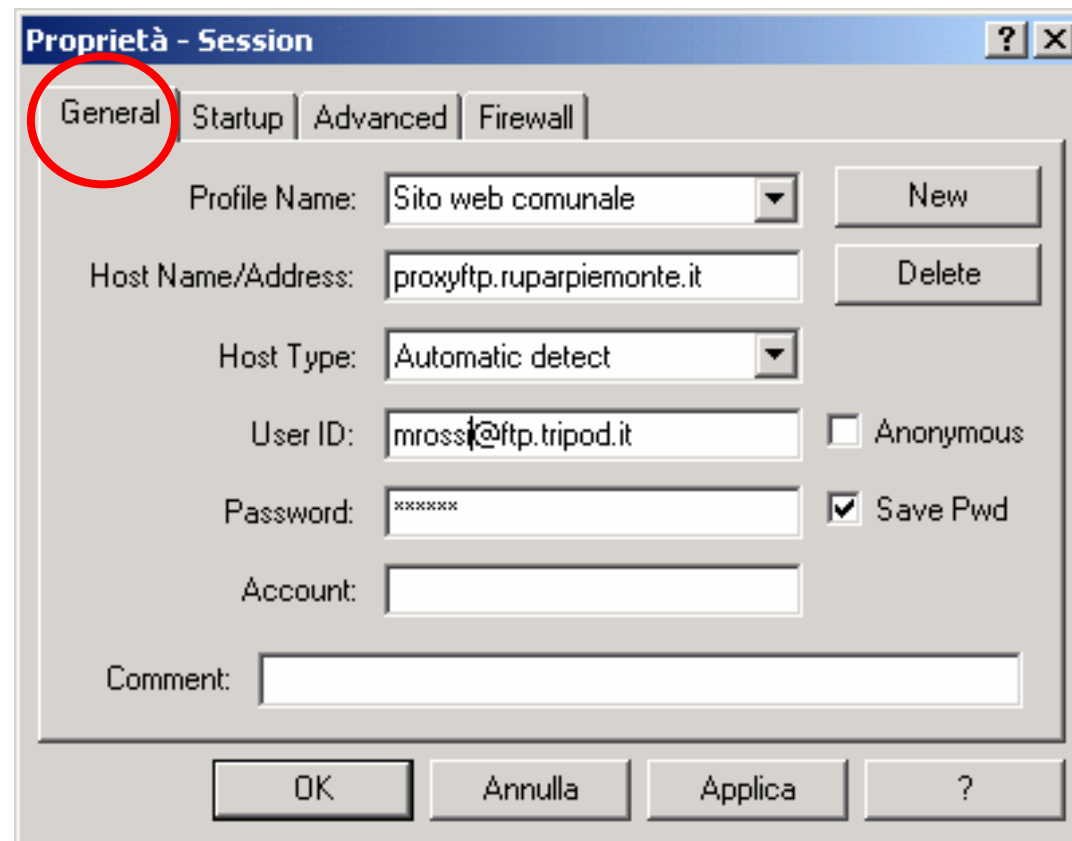 Proprietà - Session
? X
General Startup Advanced Firewall
Profile Name: Sito web comunale New
Host Name/Address: proxyftp.ruparpiemonte.it Delete
Host Type: Automatic detect
User ID: mrossi@ftp.tripod.it Anonymous
Password: ****** Save Pwd
Account:
Comment:
OK Annulla Applica ?